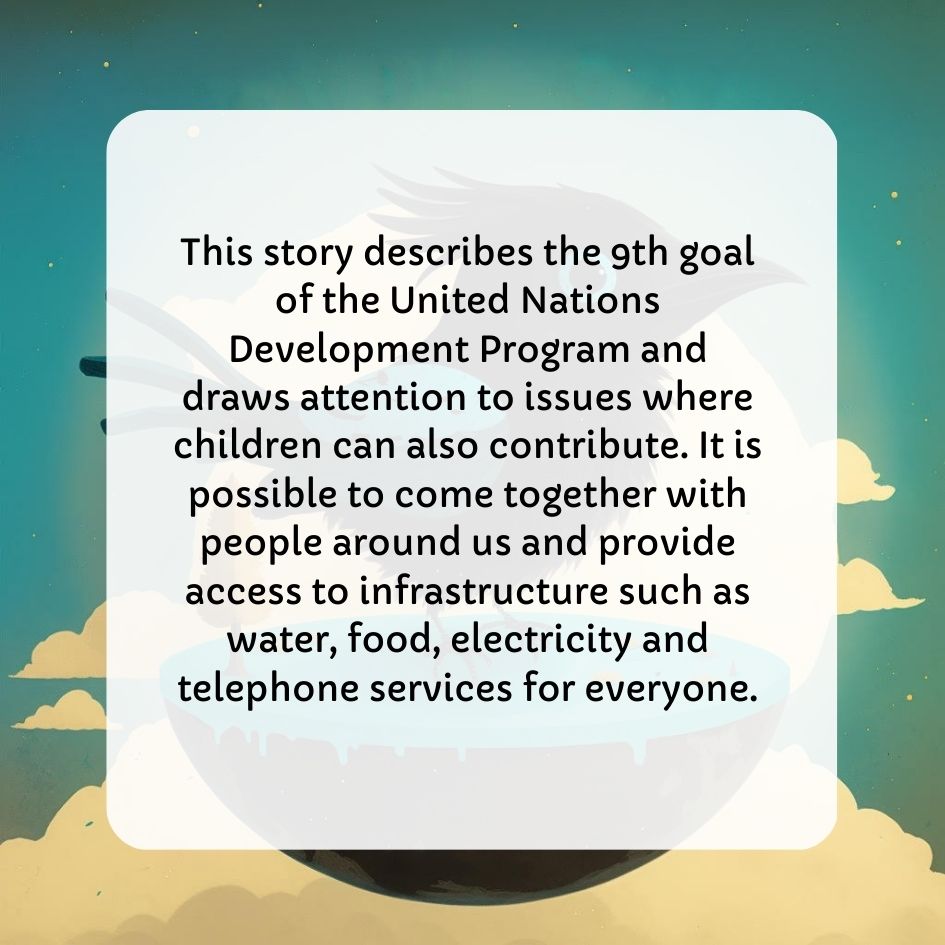 This story describes the 9th goal
of the United Nations
Development Program and
draws attention to issues where
children can also contribute. It is
possible to come together with
people around us and provide
access to infrastructure such as
water, food, electricity and
telephone services for everyone.